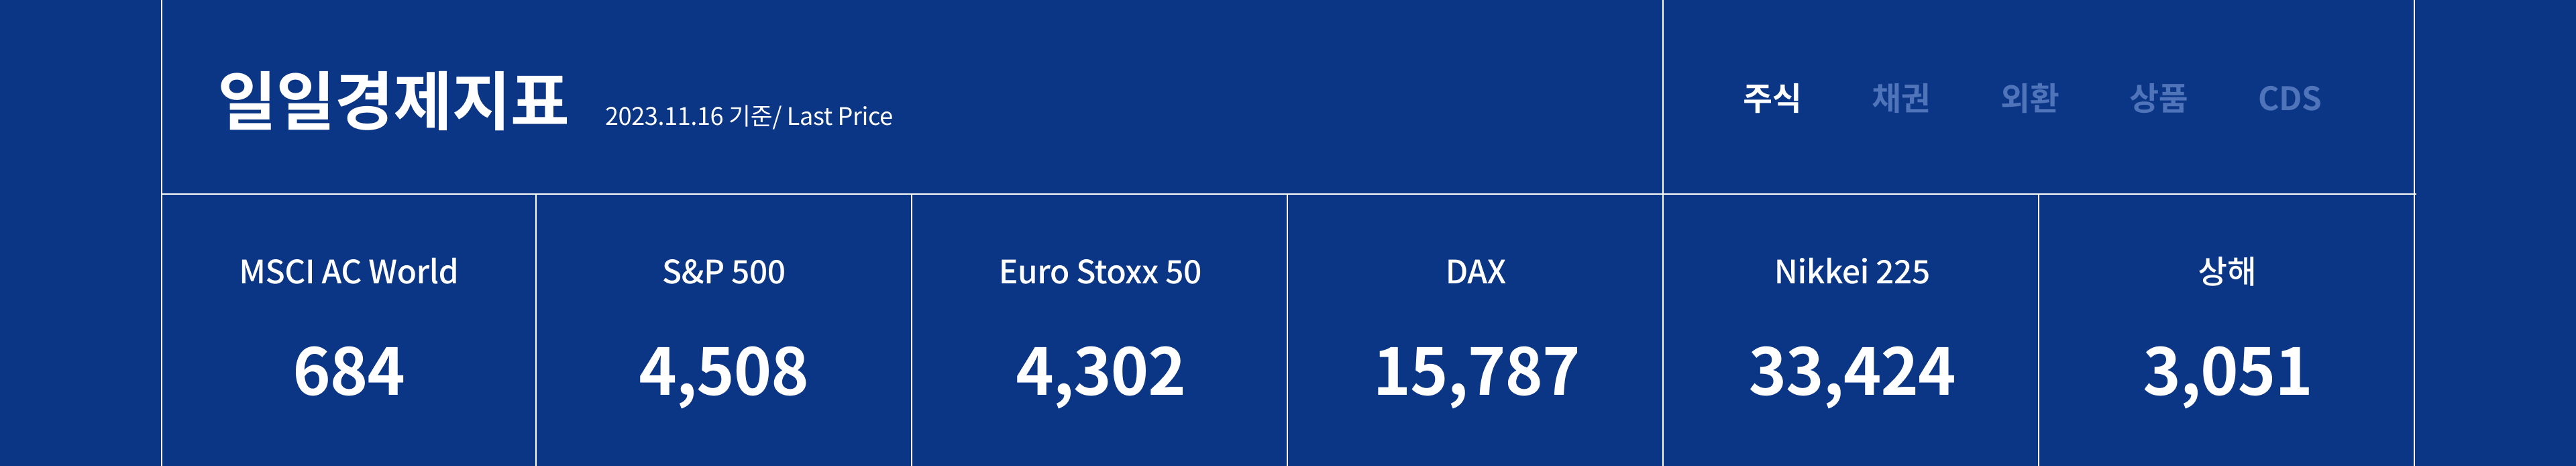 일일경제지표 2023.11.16 기준/ Last Price
주식 채권 외환 상품 CDS
MSCI AC World S&P 500 Euro Stoxx 50 DAX Nikkei 225 상해
684 4,508 4,302 15,787 33,424 3,051